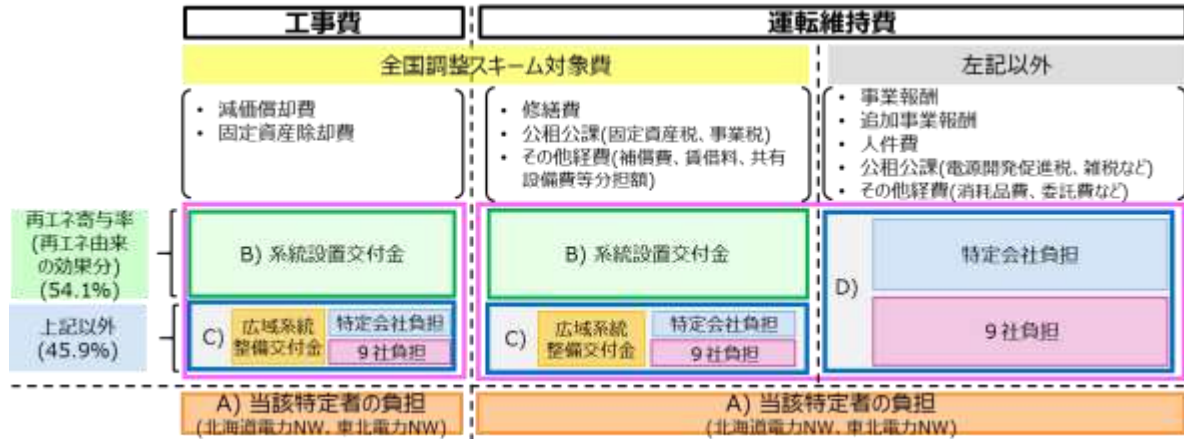 工事費
運転維持費
全国調整スキーム対象費
左記以外
・ 減価償却費
・ 固定資産除却費
・ 修繕費
・ 公租公課(固定資産税、事業税)
・ その他経費(補償費、賃借料、共有
設備費等分担額)
・ 事業報酬
・ 追加事業報酬
・ 人件費
・ 公租公課(電源開発促進税、雑税など)
・ その他経費(消耗品費、委託費など)
再エネ寄与率
(再エネ由来
の効果分)
(54.1%)
B) 系統設置交付金
B) 系統設置交付金
D)
特定会社負担
9社負担
上記以外
(45.9%)
C)
広域系統
整備交付金
特定会社負担
9社負担
C)
広域系統
整備交付金
特定会社負担
9社負担
A) 当該特定者の負担
(北海道電力NW、東北電力NW)
A) 当該特定者の負担
(北海道電力NW、東北電力NW)